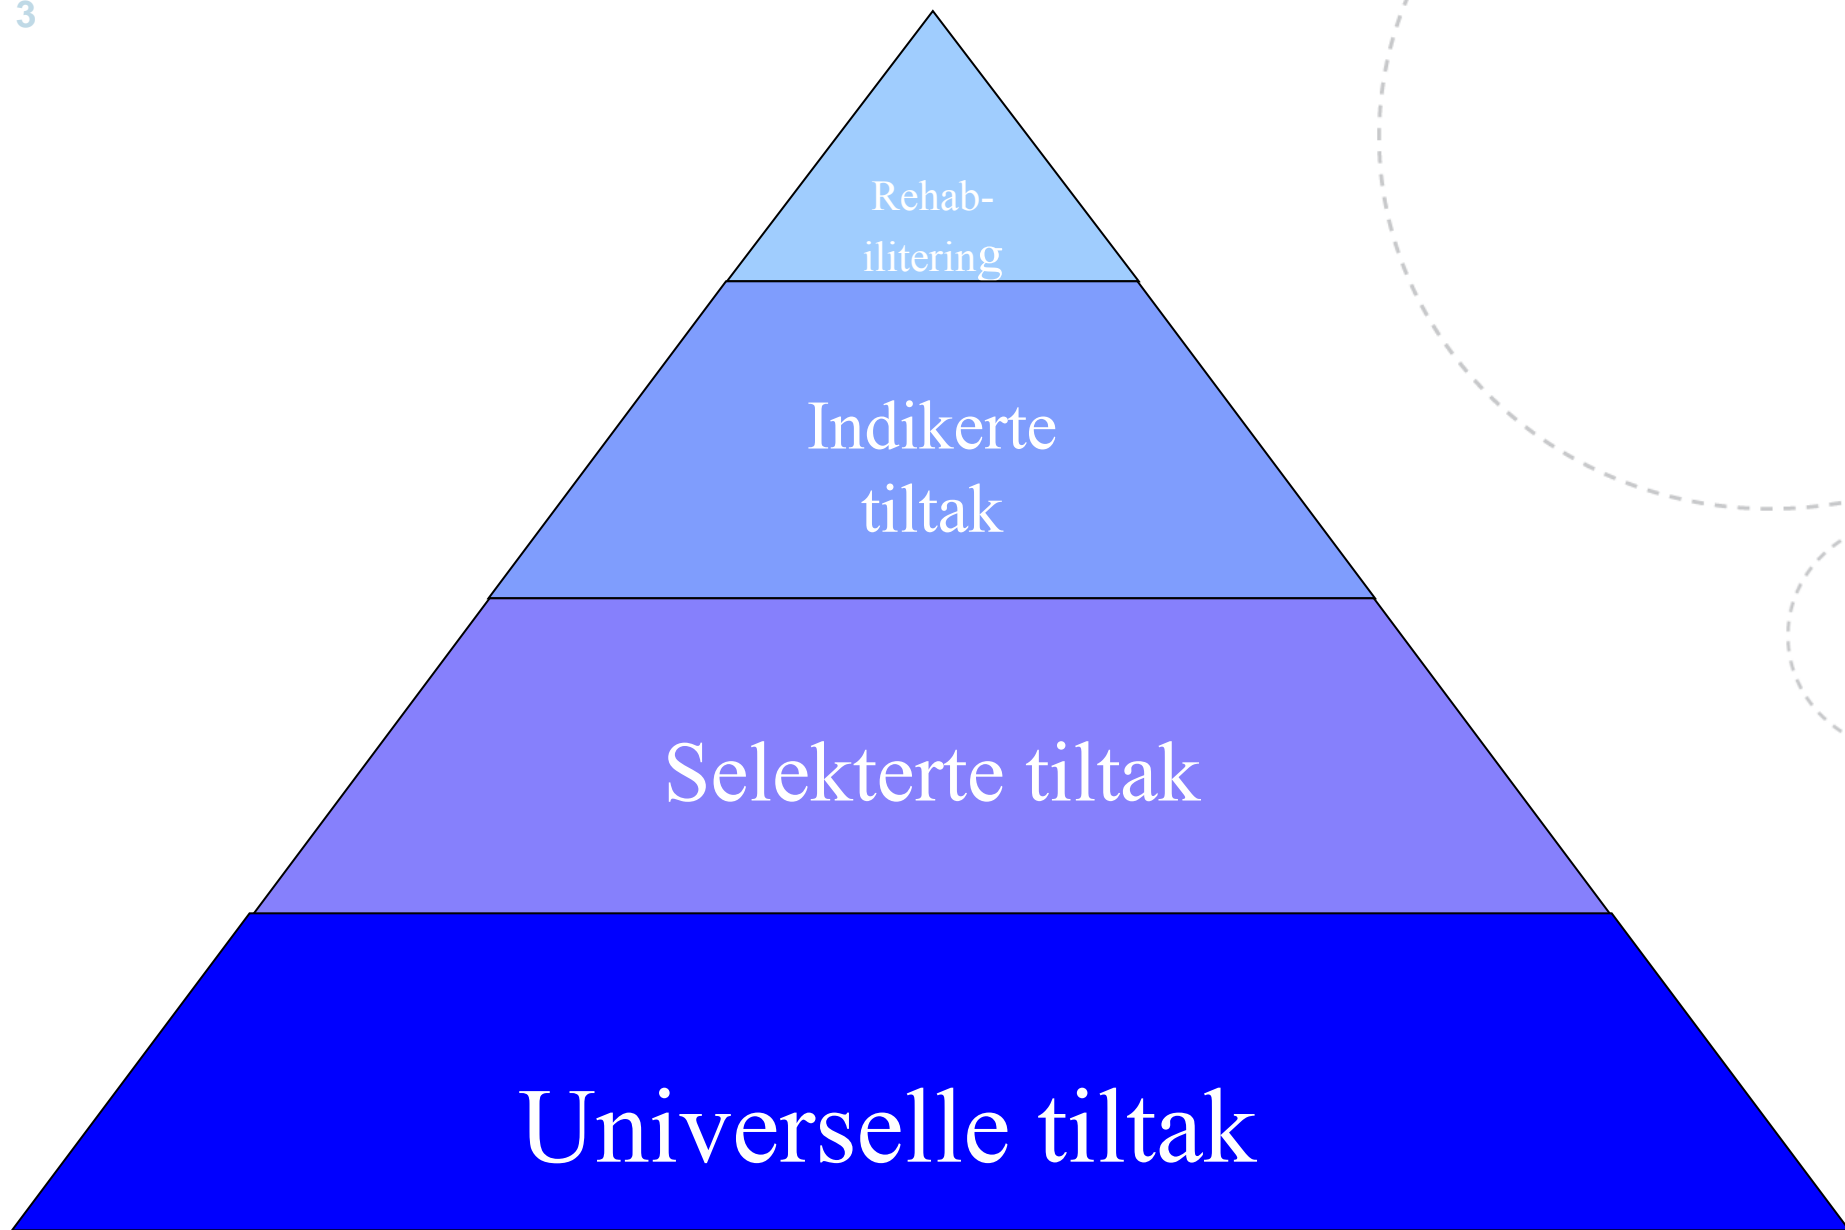 3
Rehab-
ilitering
Indikerte
tiltak
Selekterte tiltak
Universelle tiltak